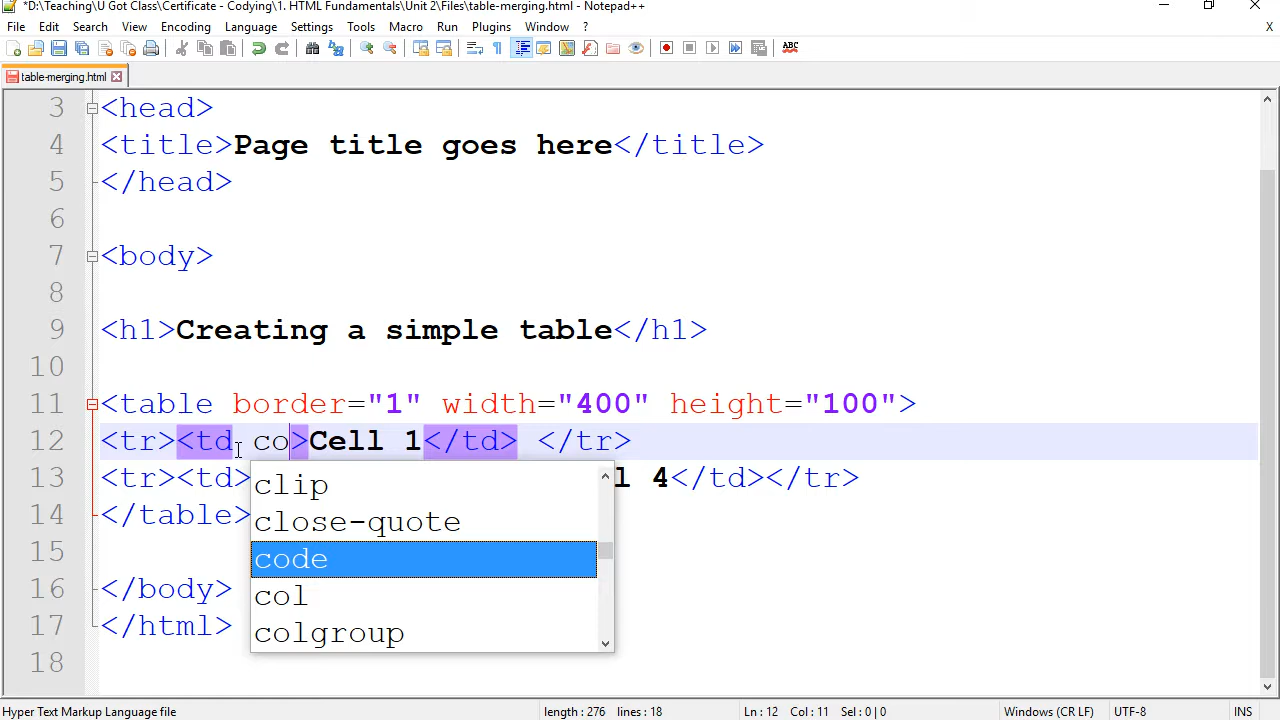 *D:\Teaching\U Got Class\Certificate - Codying\1. HTML Fundamentals\Unit 2\Files\table-merging.html - Notepad++
File Edit Search View Encoding Language Settings Tools Macro Run Plugins Window ? X
ABC
table-merging.html
3 <head>
4 <title>Page title goes here</title>
5 </head>
6
7 <body>
8
9 <h1>Creating a simple table</h1>
10
11 <table border="1" width="400" height="100">
12 <tr><td co>Cell 1</td> </tr>
13 <tr><td> l 4</td></tr>
14 </table>
15
16 </body>
17 </html>
18
clip
close-quote
code
col
colgroup
Hyper Text Markup Language file length : 276 lines : 18 Ln : 12 Col : 11 Sel : 0 | 0 Windows (CR LF) UTF-8 INS